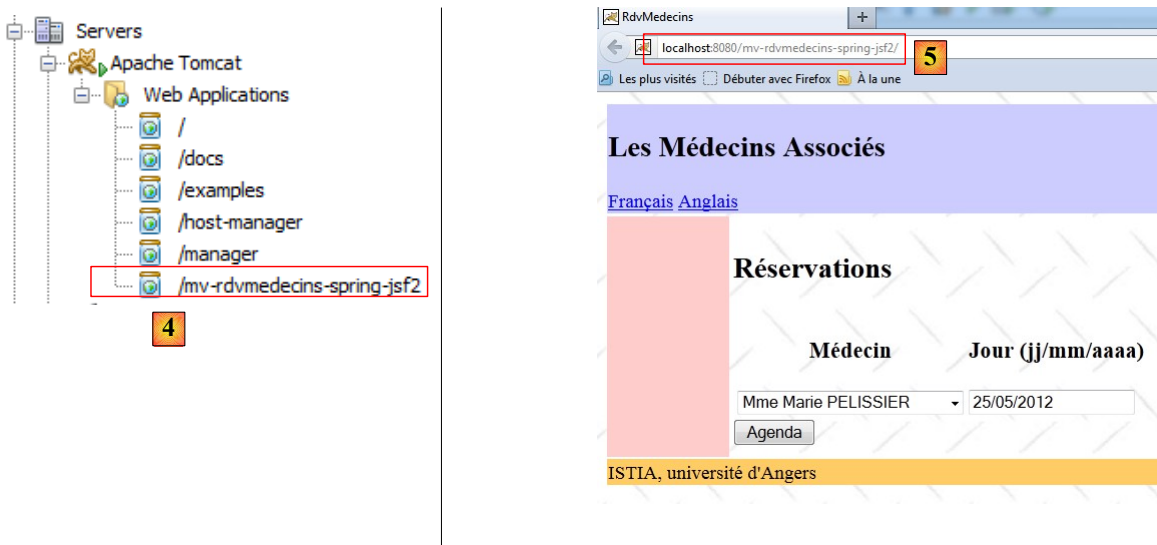 Servers
Apache Tomcat
Web Applications
/
/docs
/examples
/host-manager
/manager
/mv-rdvmedecins-spring-jsf2
4
RdvMedecins +
localhost:8080/mv-rdvmedecins-spring-jsf2/
5
Les plus visités Débuter avec Firefox À la une
Les Médecins Associés
Français Anglais
Réservations
Médecin Jour (jj/mm/aaaa)
Mme Marie PELISSIER 25/05/2012
Agenda
ISTIA, université d'Angers